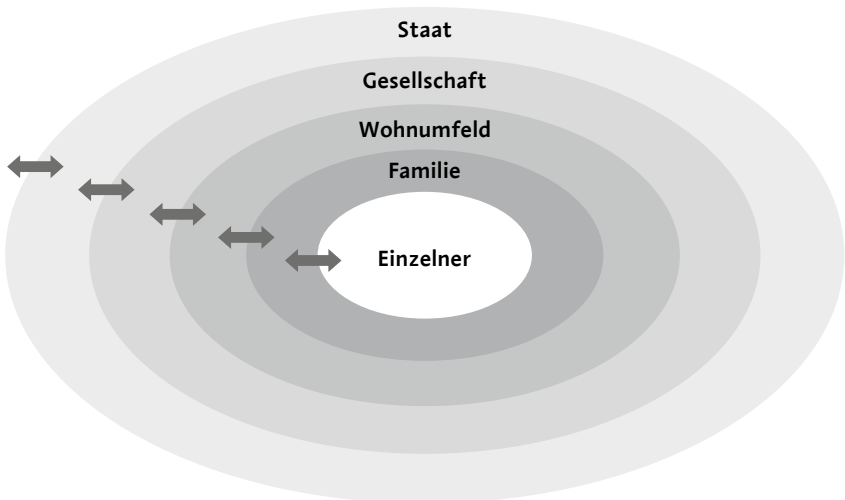 Staat
Gesellschaft
Wohnumfeld
Familie
Einzelner